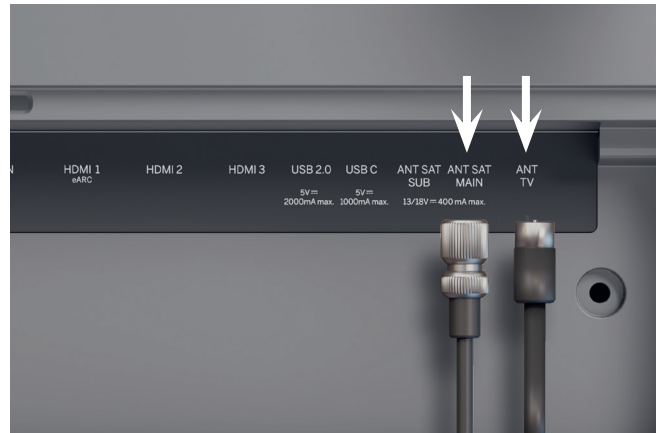 N
HDMI 1
eARC
HDMI 2
HDMI 3
USB 2.0
5V⎓
2000mA max.
USB C
5V⎓
1000mA max.
ANT SAT
SUB
ANT SAT
MAIN
13/18V⎓400 mA max.
ANT
TV